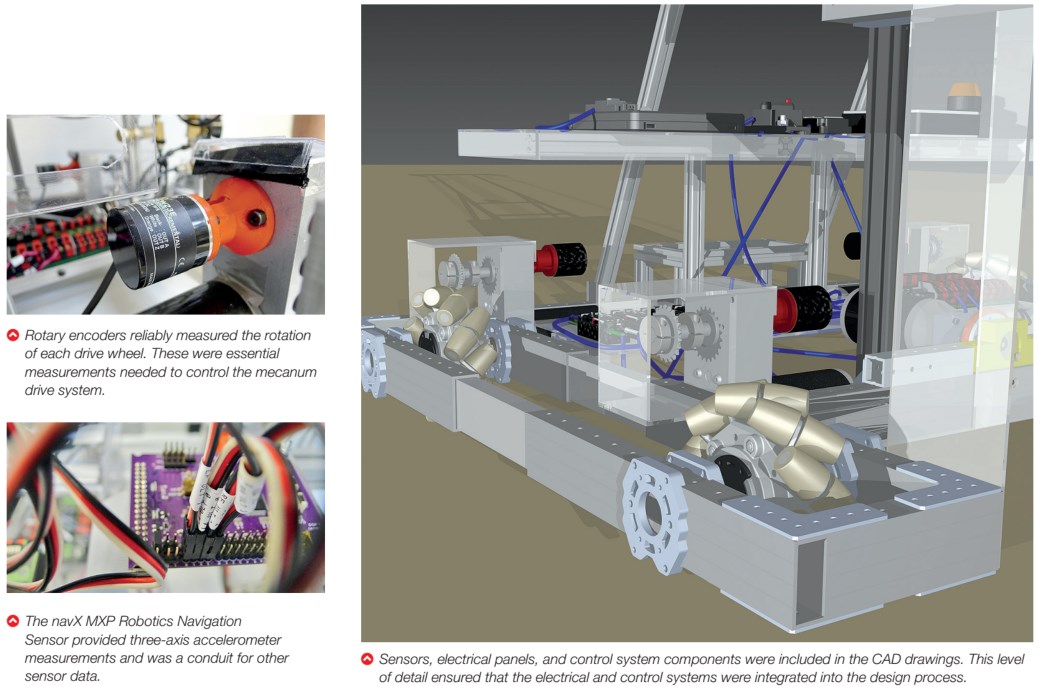 OUT A
OUT B
OUT Z
Rotary encoders reliably measured the rotation
of each drive wheel. These were essential
measurements needed to control the mecanum
drive system.
The navX MXP Robotics Navigation
Sensor provided three-axis accelerometer
measurements and was a conduit for other
sensor data.
Sensors, electrical panels, and control system components were included in the CAD drawings. This level
of detail ensured that the electrical and control systems were integrated into the design process.